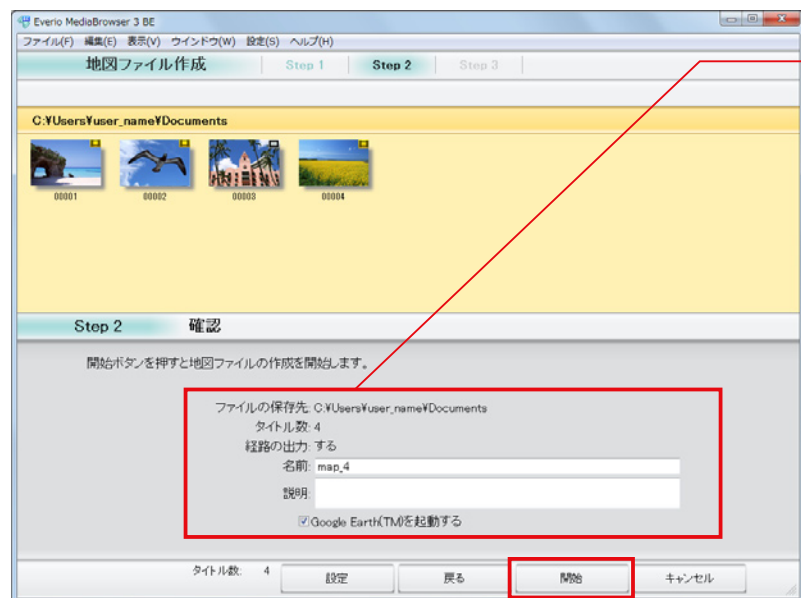 Everio MediaBrowser 3 BE
ファイル(F) 編集(E) 表示(V) ウインドウ(W) 設定(S) ヘルプ(H)
地図ファイル作成 Step 1 Step 2 Step 3
C:¥Users¥user_name¥Documents
00001 00002 00003 00004
Step 2 確認
開始ボタンを押すと地図ファイルの作成を開始します。
ファイルの保存先: C:¥Users¥user_name¥Documents
タイトル数: 4
経路の出力: する
名前: map_4
説明:
Google Earth(TM)を起動する
タイトル数: 4 設定 戻る 開始 キャンセル